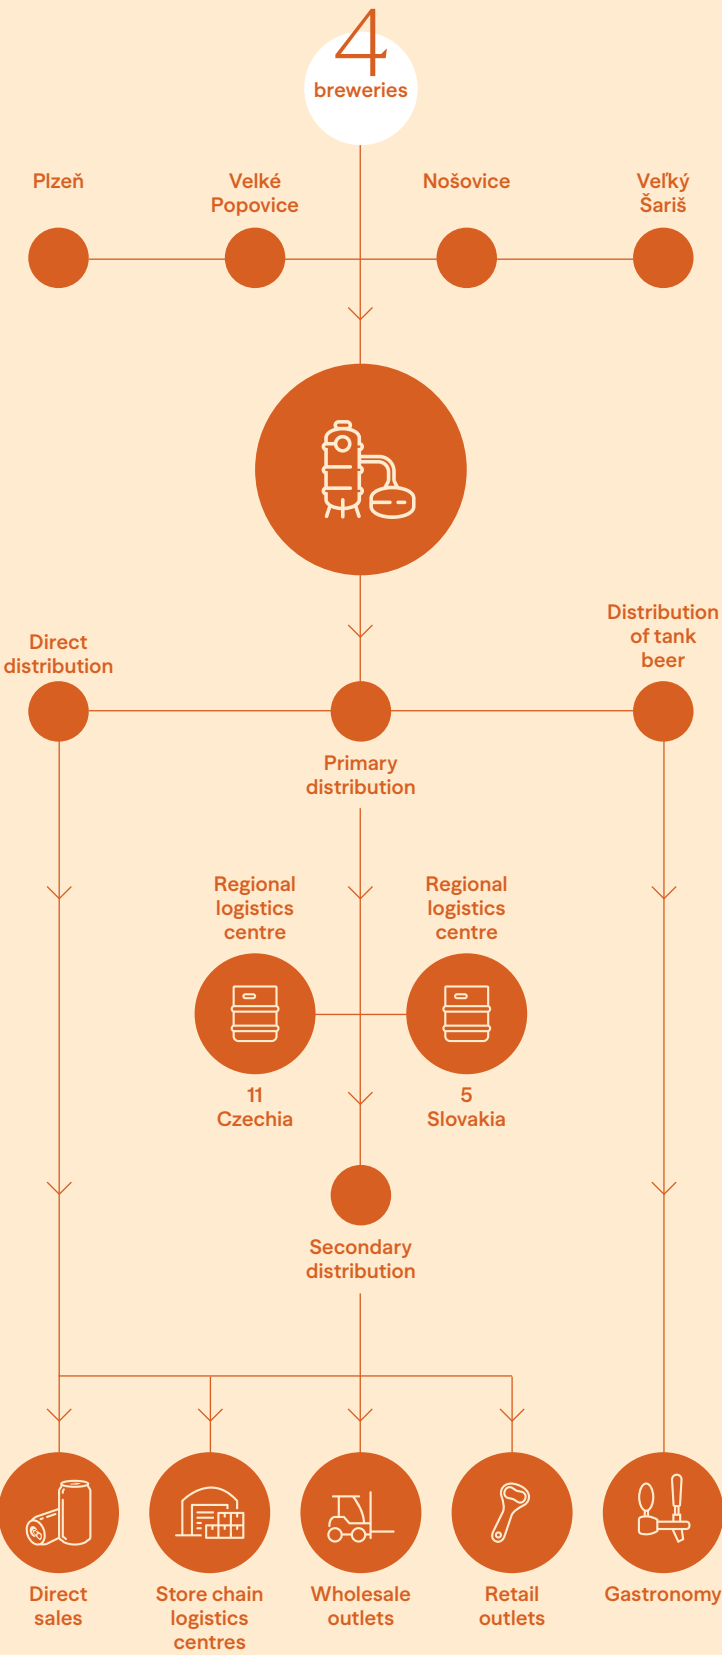 4
breweries
Plzeň
Velké
Popovice
Nošovice
Veľký
Šariš
Direct
distribution
Distribution
of tank
beer
Primary
distribution
Regional
logistics
centre
Regional
logistics
centre
11
Czechia
5
Slovakia
Secondary
distribution
Direct
sales
Store chain
logistics
centres
Wholesale
outlets
Retail
outlets
Gastronomy